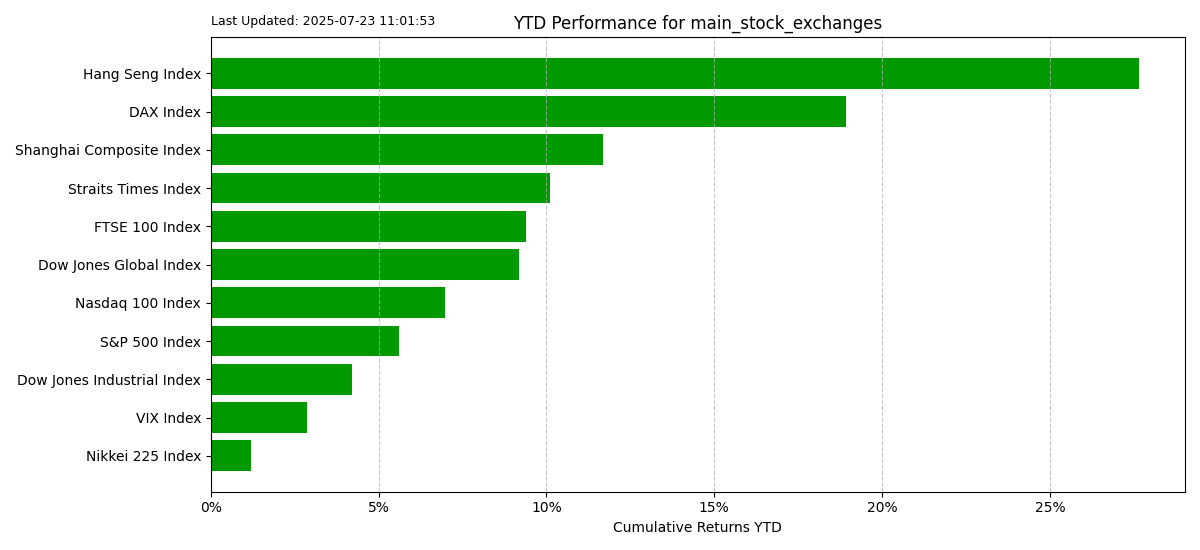 Last Updated: 2025-07-23 11:01:53
YTD Performance for main_stock_exchanges
Hang Seng Index
DAX Index
Shanghai Composite Index
Straits Times Index
FTSE 100 Index
Dow Jones Global Index
Nasdaq 100 Index
S&P 500 Index
Dow Jones Industrial Index
VIX Index
Nikkei 225 Index
0% 5% 10% 15% 20% 25%
Cumulative Returns YTD